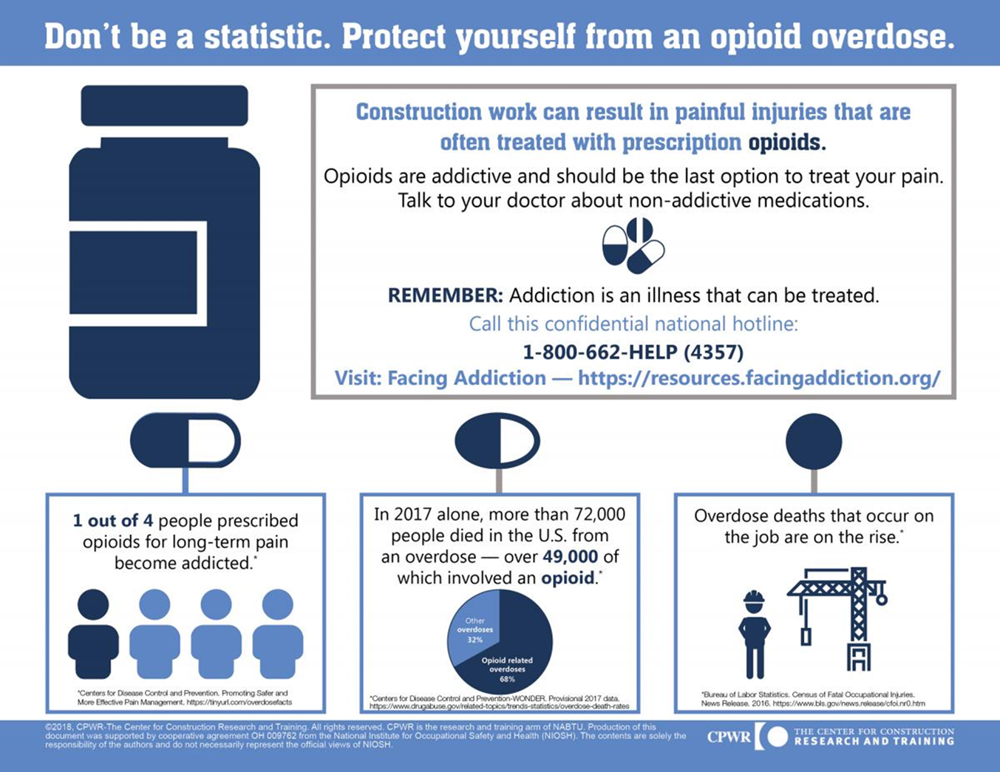 Don't be a statistic. Protect yourself from an opioid overdose.
Construction work can result in painful injuries that are
often treated with prescription opioids.
Opioids are addictive and should be the last option to treat your pain.
Talk to your doctor about non-addictive medications.
REMEMBER: Addiction is an illness that can be treated.
Call this confidential national hotline:
1-800-662-HELP (4357)
Visit: Facing Addiction — https://resources.facingaddiction.org/
1 out of 4 people prescribed
opioids for long-term pain
become addicted.*
*Centers for Disease Control and Prevention. Promoting Safer and
More Effective Pain Management. https://tinyurl.com/overdosefacts
In 2017 alone, more than 72,000
people died in the U.S. from
an overdose — over 49,000 of
which involved an opioid.*
Other
overdoses
32%
Opioid related
overdoses
68%
*Centers for Disease Control and Prevention-WONDER. Provisional 2017 data.
https://www.drugabuse.gov/related-topics/trends-statistics/overdose-death-rates
Overdose deaths that occur on
the job are on the rise.*
*Bureau of Labor Statistics. Census of Fatal Occupational Injuries.
News Release. 2016. https://www.bls.gov/news.release/cfoi.nr0.htm
©2018, CPWR-The Center for Construction Research and Training. All rights reserved. CPWR is the research and training arm of NABTU. Production of this
document was supported by cooperative agreement OH 009762 from the National Institute for Occupational Safety and Health (NIOSH). The contents are solely the
responsibility of the authors and do not necessarily represent the official views of NIOSH.
CPWR
THE CENTER FOR CONSTRUCTION
RESEARCH AND TRAINING